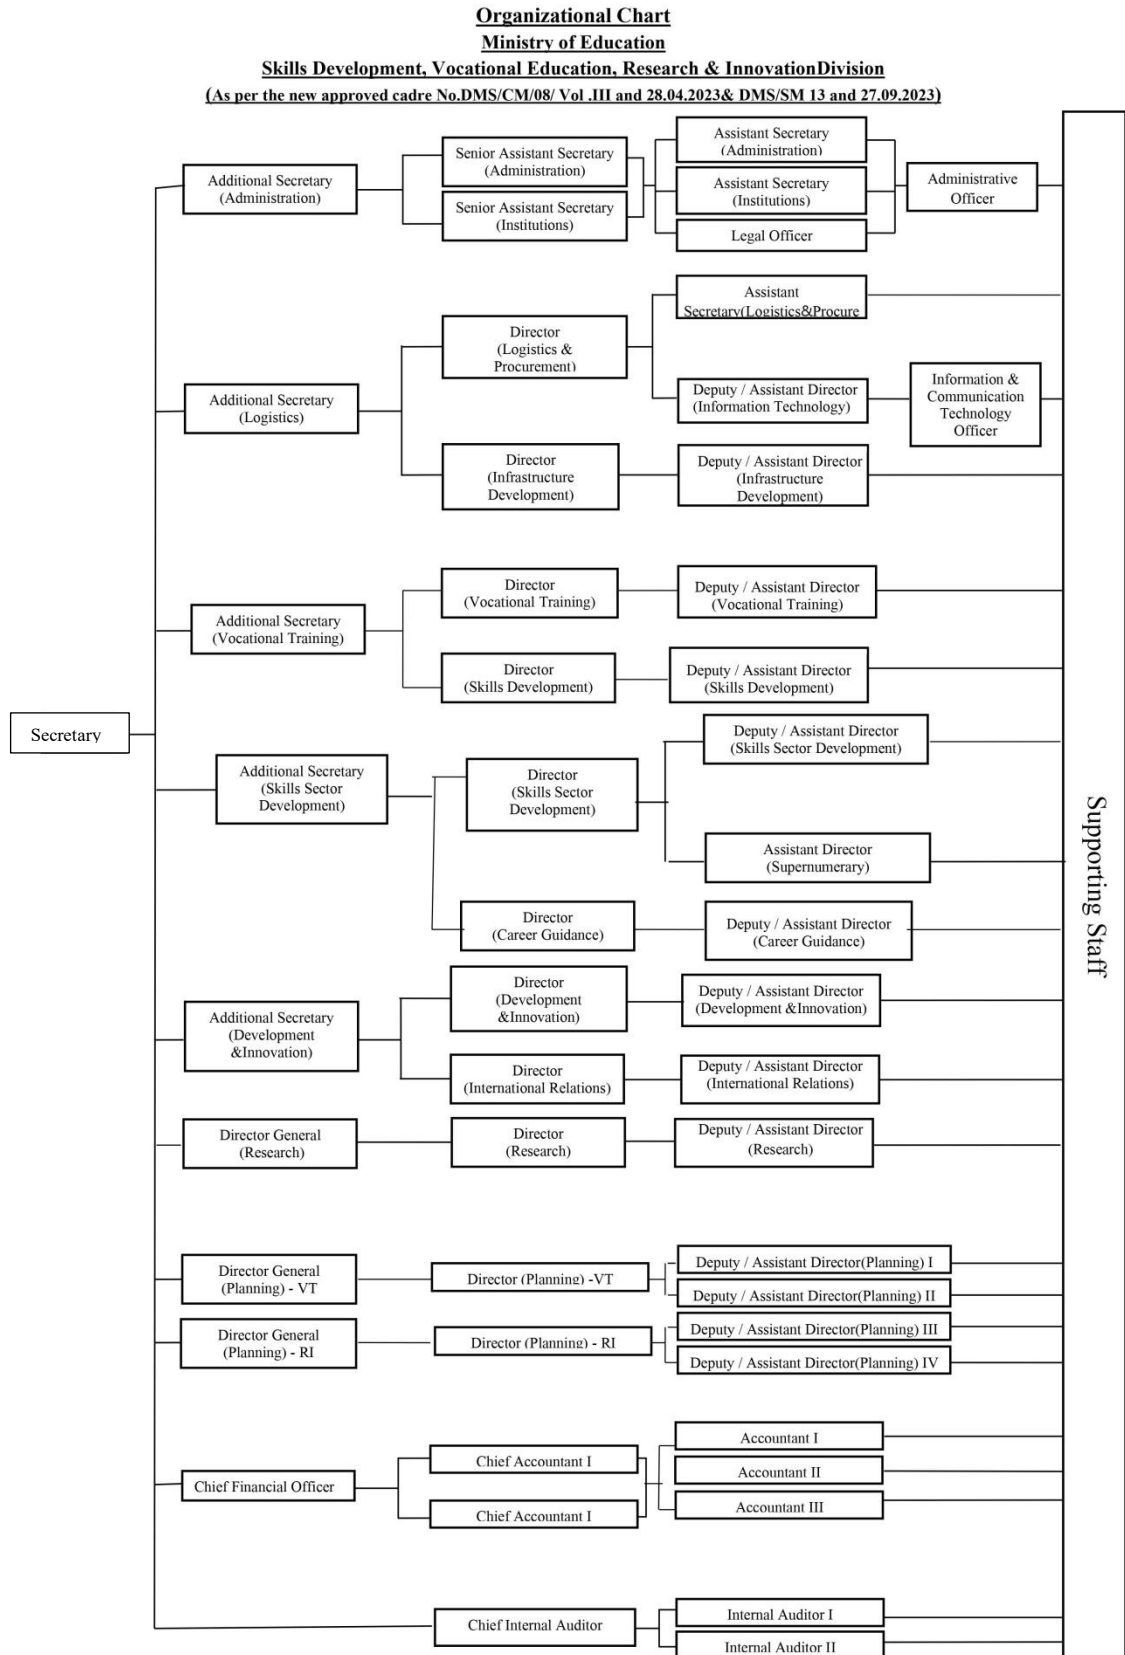 Organizational Chart
Ministry of Education
Skills Development, Vocational Education, Research & InnovationDivision
(As per the new approved cadre No.DMS/CM/08/ Vol .III and 28.04.2023& DMS/SM 13 and 27.09.2023)
Secretary
Additional Secretary
(Administration)
Senior Assistant Secretary
(Administration)
Senior Assistant Secretary
(Institutions)
Assistant Secretary
(Administration)
Assistant Secretary
(Institutions)
Legal Officer
Administrative
Officer
Additional Secretary
(Logistics)
Director
(Logistics &
Procurement)
Assistant
Secretary(Logistics&Procure
Deputy / Assistant Director
(Information Technology)
Information &
Communication
Technology
Officer
Director
(Infrastructure
Development)
Deputy / Assistant Director
(Infrastructure
Development)
Additional Secretary
(Vocational Training)
Director
(Vocational Training)
Deputy / Assistant Director
(Vocational Training)
Director
(Skills Development)
Deputy / Assistant Director
(Skills Development)
Additional Secretary
(Skills Sector
Development)
Director
(Skills Sector
Development)
Deputy / Assistant Director
(Skills Sector Development)
Assistant Director
(Supernumerary)
Director
(Career Guidance)
Deputy / Assistant Director
(Career Guidance)
Additional Secretary
(Development
&Innovation)
Director
(Development
&Innovation)
Deputy / Assistant Director
(Development &Innovation)
Director
(International Relations)
Deputy / Assistant Director
(International Relations)
Director General
(Research)
Director
(Research)
Deputy / Assistant Director
(Research)
Director General
(Planning) - VT
Director (Planning) -VT
Deputy / Assistant Director(Planning) I
Deputy / Assistant Director(Planning) II
Director General
(Planning) - RI
Director (Planning) - RI
Deputy / Assistant Director(Planning) III
Deputy / Assistant Director(Planning) IV
Chief Financial Officer
Chief Accountant I
Chief Accountant I
Accountant I
Accountant II
Accountant III
Chief Internal Auditor
Internal Auditor I
Internal Auditor II
Supporting Staff